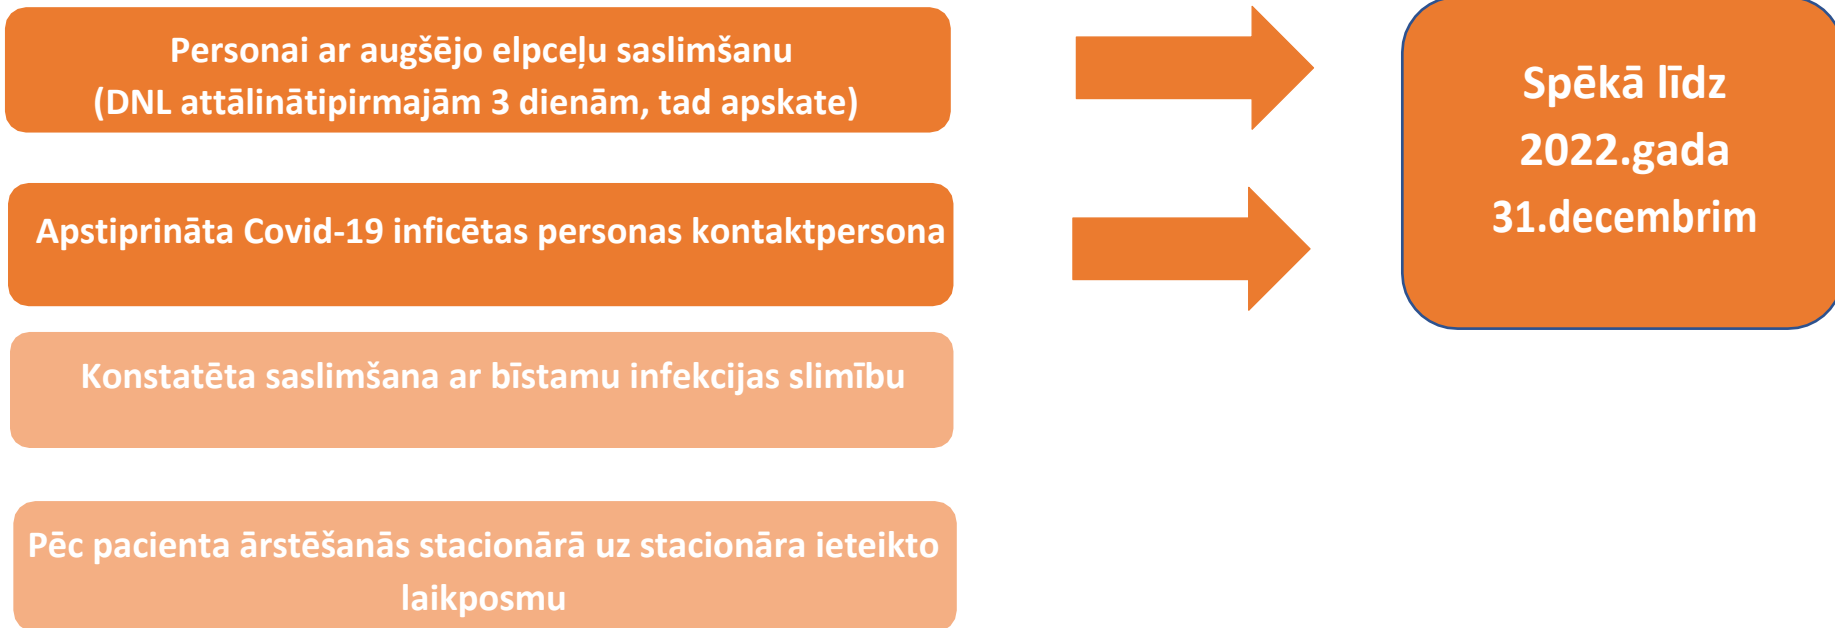 Personai ar augšējo elpceļu saslimšanu
(DNL attālinātipirmajām 3 dienām, tad apskate)
Apstiprināta Covid-19 inficētas personas kontaktpersona
Konstatēta saslimšana ar bīstamu infekcijas slimību
Pēc pacienta ārstēšanās stacionārā uz stacionāra ieteikto
laikposmu
Spēkā līdz
2022.gada
31.decembrim